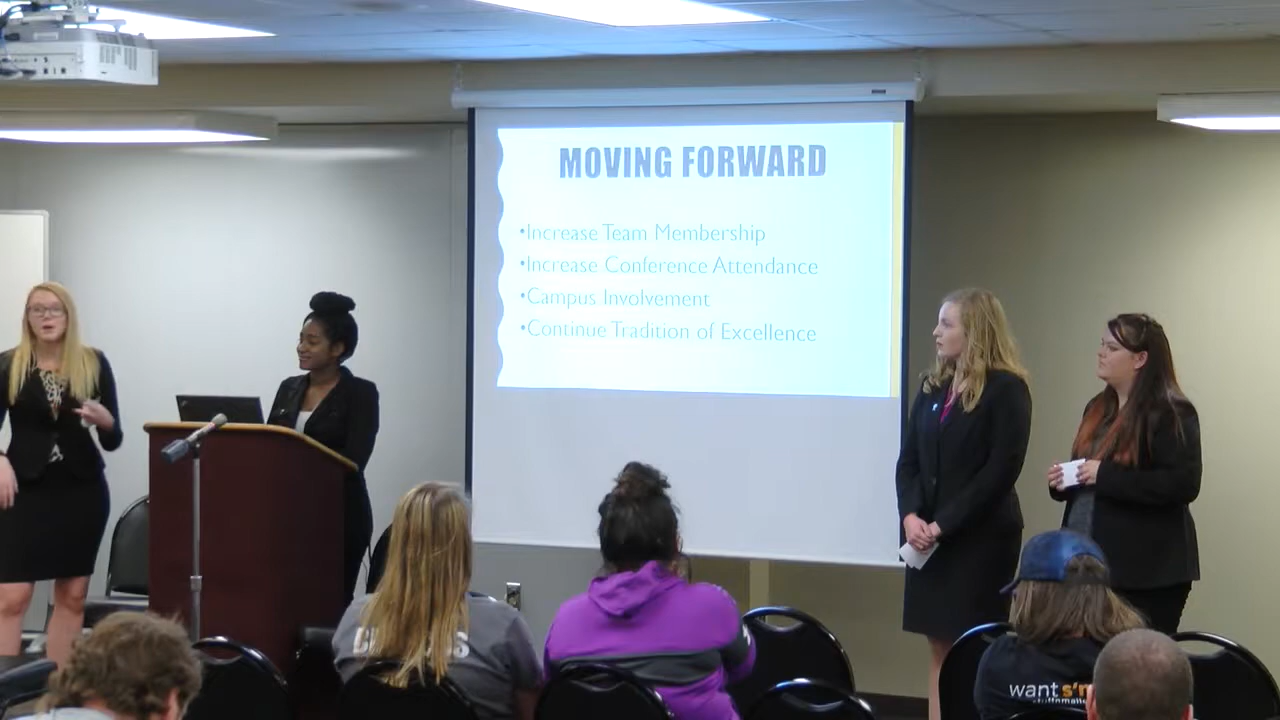 MOVING FORWARD
•Increase Team Membership
•Increase Conference Attendance
•Campus Involvement
•Continue Tradition of Excellence
want s'm